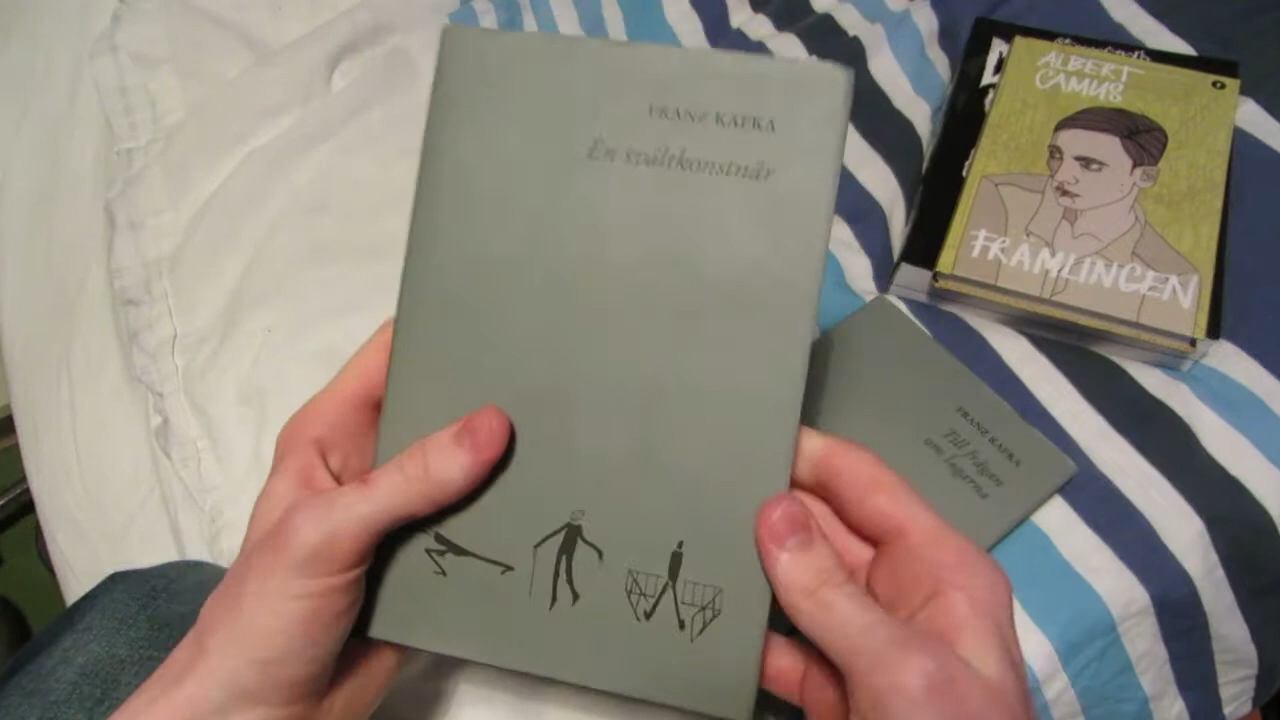 FRANZ KAFKA
En svältkonstnär
ALBERT
CAMUS
FRÄMLINGEN
FRANZ KAFKA
Till frågan
om lagarna